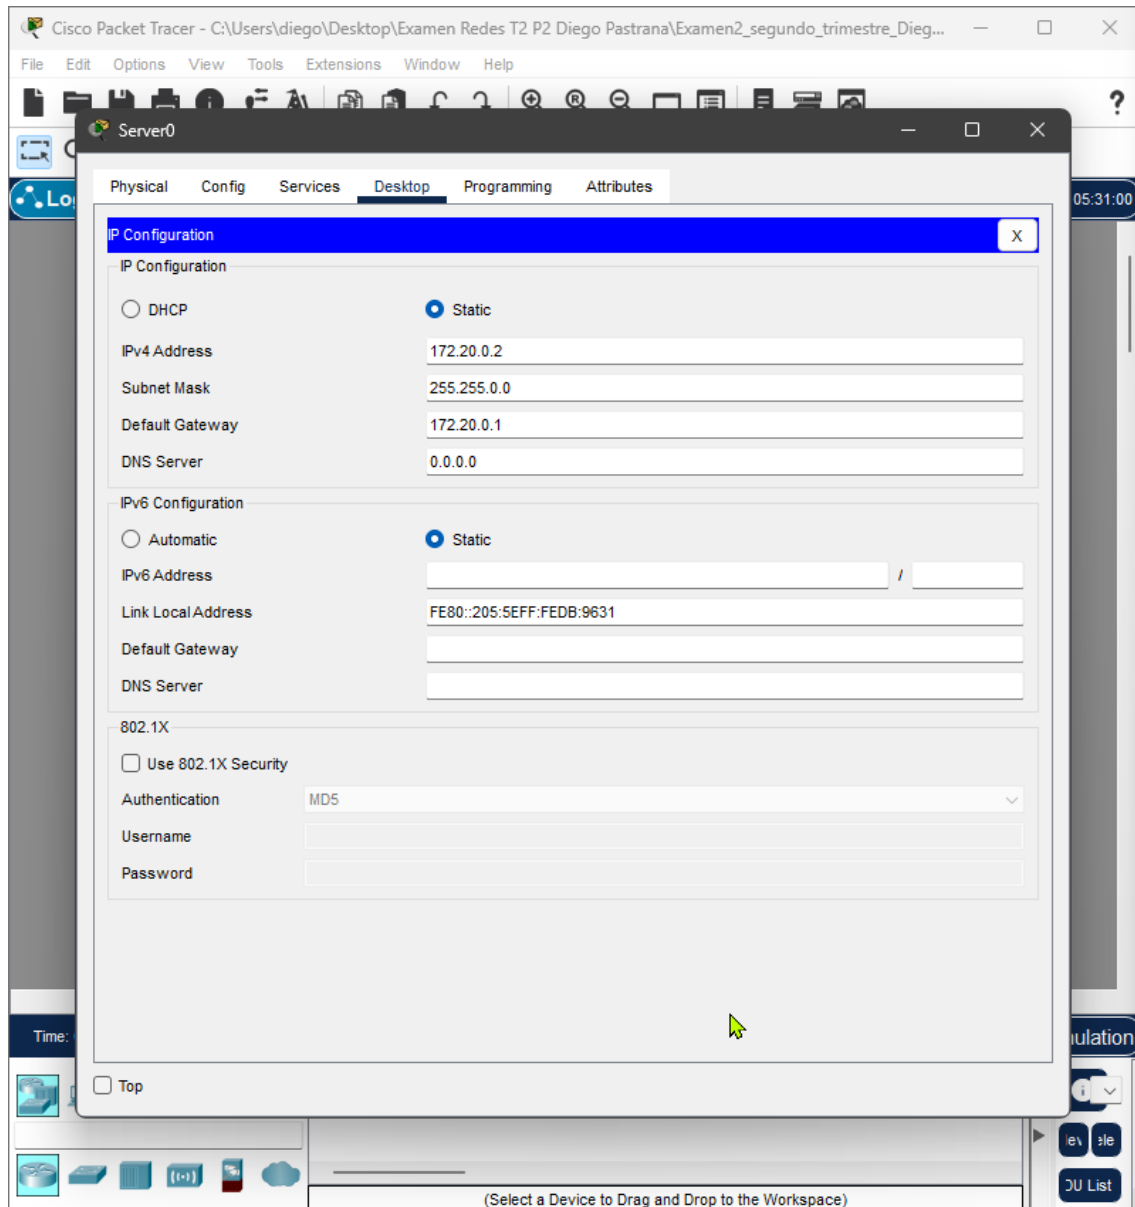 Cisco Packet Tracer - C:\Users\diego\Desktop\Examen Redes T2 P2 Diego Pastrana\Examen2_segundo_trimestre_Dieg...
File Edit Options View Tools Extensions Window Help
Server0
Physical Config Services Desktop Programming Attributes
05:31:00
IP Configuration
X
IP Configuration
DHCP Static
IPv4 Address 172.20.0.2
Subnet Mask 255.255.0.0
Default Gateway 172.20.0.1
DNS Server 0.0.0.0
IPv6 Configuration
Automatic Static
IPv6 Address /
Link Local Address FE80::205:5EFF:FEDB:9631
Default Gateway
DNS Server
802.1X
Use 802.1X Security
Authentication MD5
Username
Password
Time:
Top
(Select a Device to Drag and Drop to the Workspace)